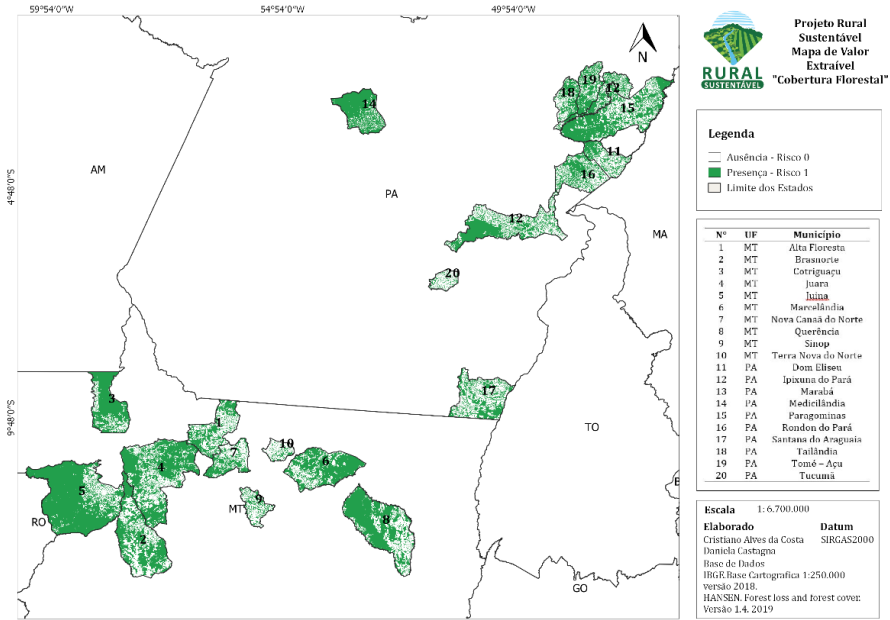 59°54'0"W
54°54'0"W
49°54'0"W
4°48'0"S
9°48'0"S
N
AM
PA
MA
TO
RO
MT
GO
14
18
19
12
15
11
16
12
20
17
3
1
7
10
6
4
5
9
8
2
RURAL
SUSTENTÁVEL
Projeto Rural
Sustentável
Mapa de Valor
Extraível
"Cobertura Florestal"
Legenda
Ausência - Risco 0
Presença - Risco 1
Limite dos Estados
Nº UF Município
1 MT Alta Floresta
2 MT Brasnorte
3 MT Cotriguaçu
4 MT Juara
5 MT Juína
6 MT Marcelândia
7 MT Nova Canaã do Norte
8 MT Querência
9 MT Sinop
10 MT Terra Nova do Norte
11 PA Dom Eliseu
12 PA Ipixuna do Pará
13 PA Marabá
14 PA Medicilândia
15 PA Paragominas
16 PA Rondon do Pará
17 PA Santana do Araguaia
18 PA Tailândia
19 PA Tomé – Açu
20 PA Tucumã
Escala 1: 6.700.000
Elaborado Datum
Cristiano Alves da Costa SIRGAS2000
Daniela Castagna
Base de Dados
IBGE.Base Cartografica 1:250.000
versão 2018.
HANSEN. Forest loss and forest cover.
Versão 1.4. 2019